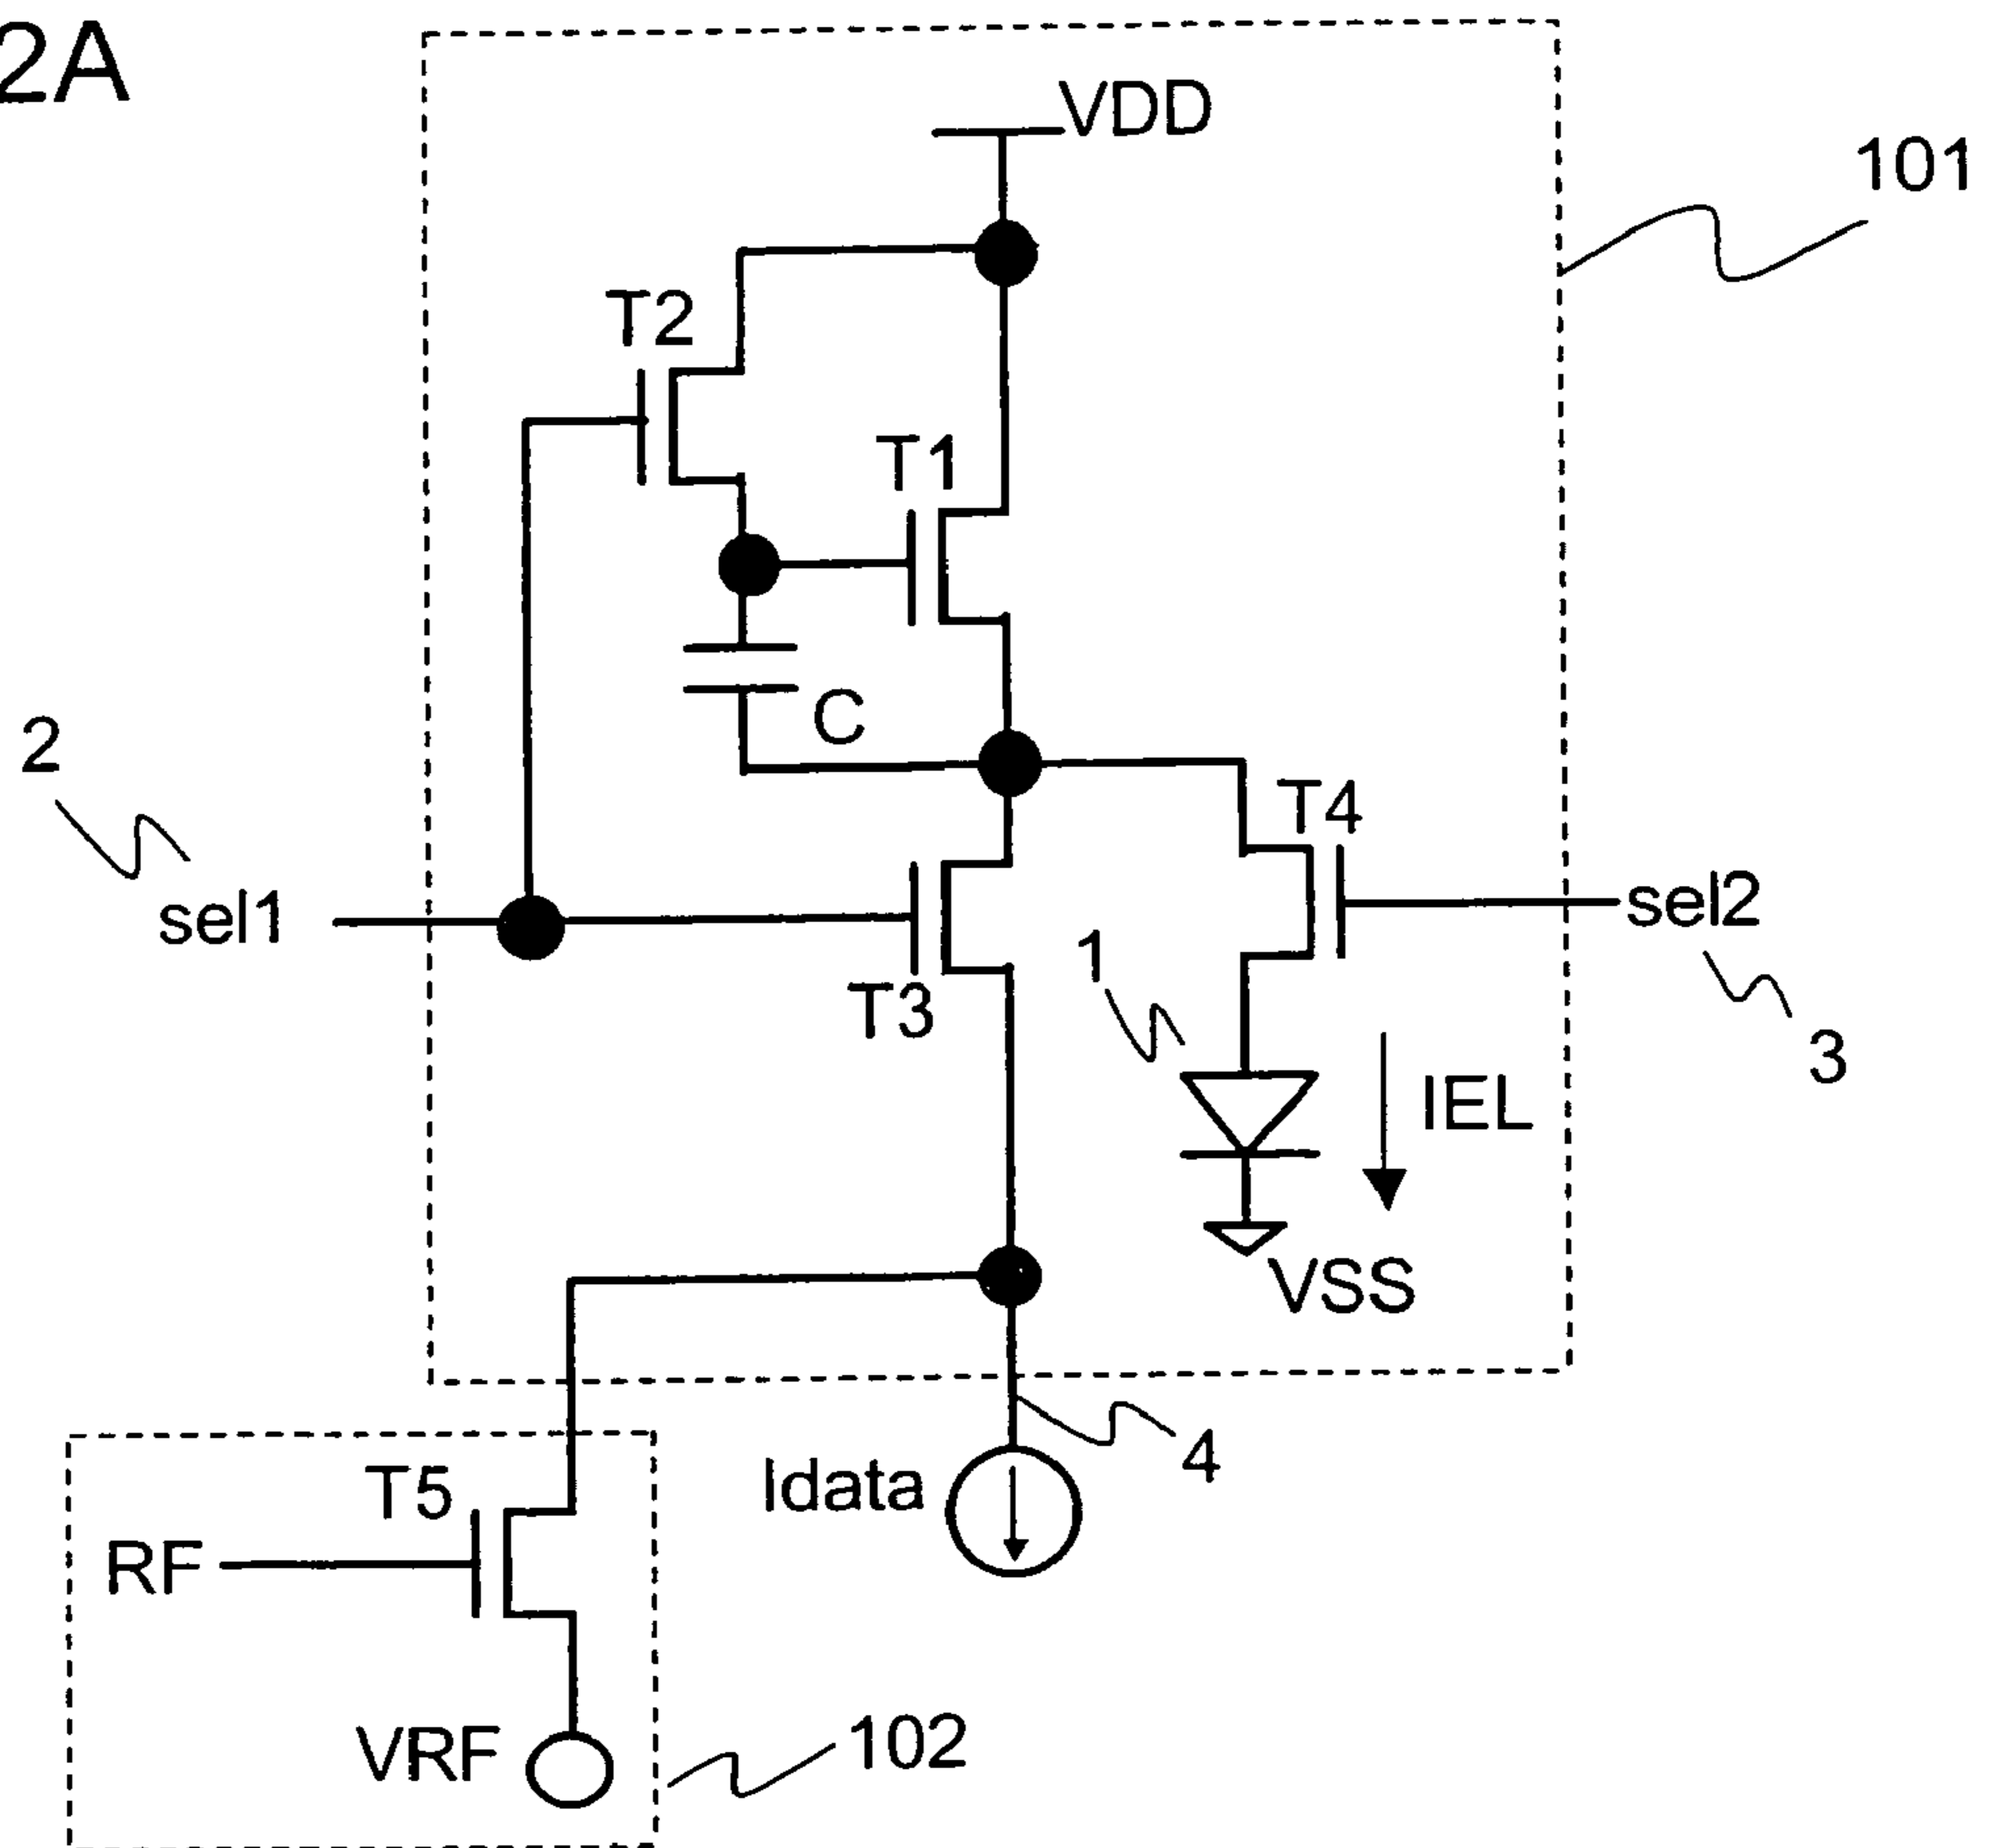 2A
VDD
101
T2
T1
C
2
T4
sel1
sel2
1
T3
3
IEL
VSS
4
Idata
T5
RF
VRF
102